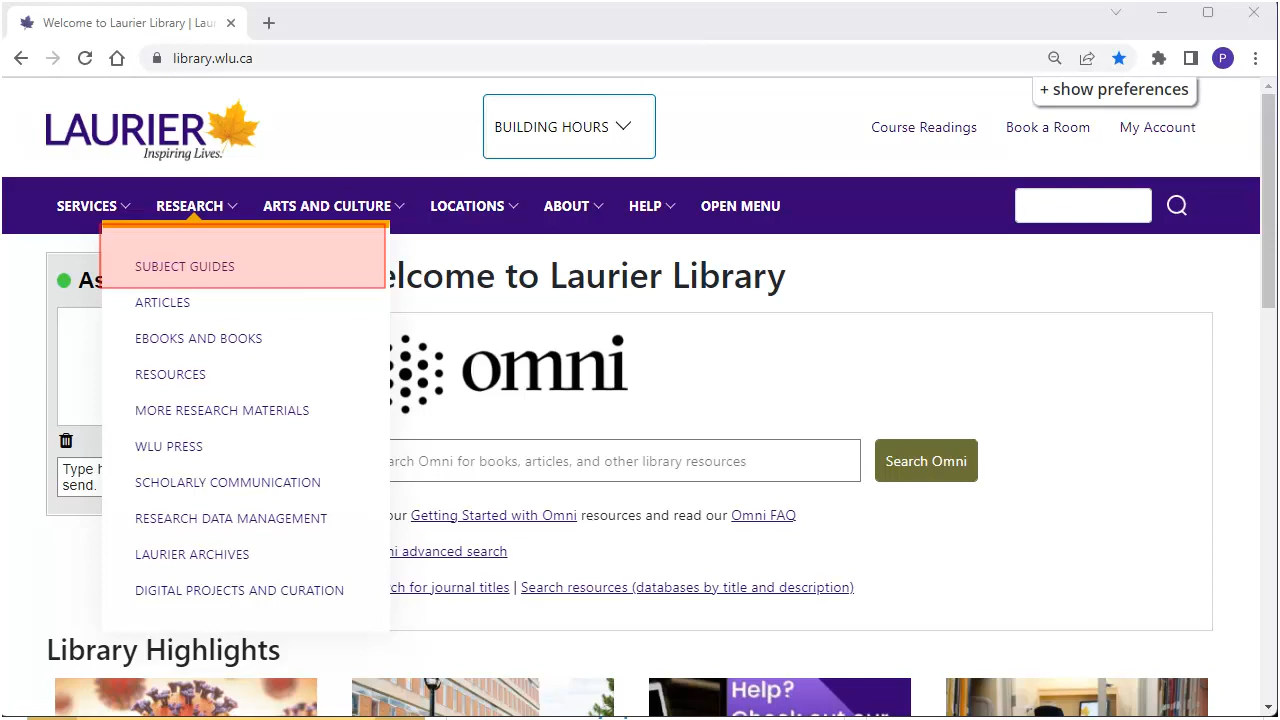 Welcome to Laurier Library | Lau
library.wlu.ca
P
+ show preferences
LAURIER
Inspiring Lives.
BUILDING HOURS
Course Readings
Book a Room
My Account
SERVICES
RESEARCH
ARTS AND CULTURE
LOCATIONS
ABOUT
HELP
OPEN MENU
SUBJECT GUIDES
ARTICLES
EBOOKS AND BOOKS
RESOURCES
MORE RESEARCH MATERIALS
WLU PRESS
SCHOLARLY COMMUNICATION
RESEARCH DATA MANAGEMENT
LAURIER ARCHIVES
DIGITAL PROJECTS AND CURATION
As
Type h
send.
elcome to Laurier Library
omni
arch Omni for books, articles, and other library resources
Search Omni
our Getting Started with Omni resources and read our Omni FAQ
ni advanced search
ch for journal titles | Search resources (databases by title and description)
Library Highlights
Help?
Check out our